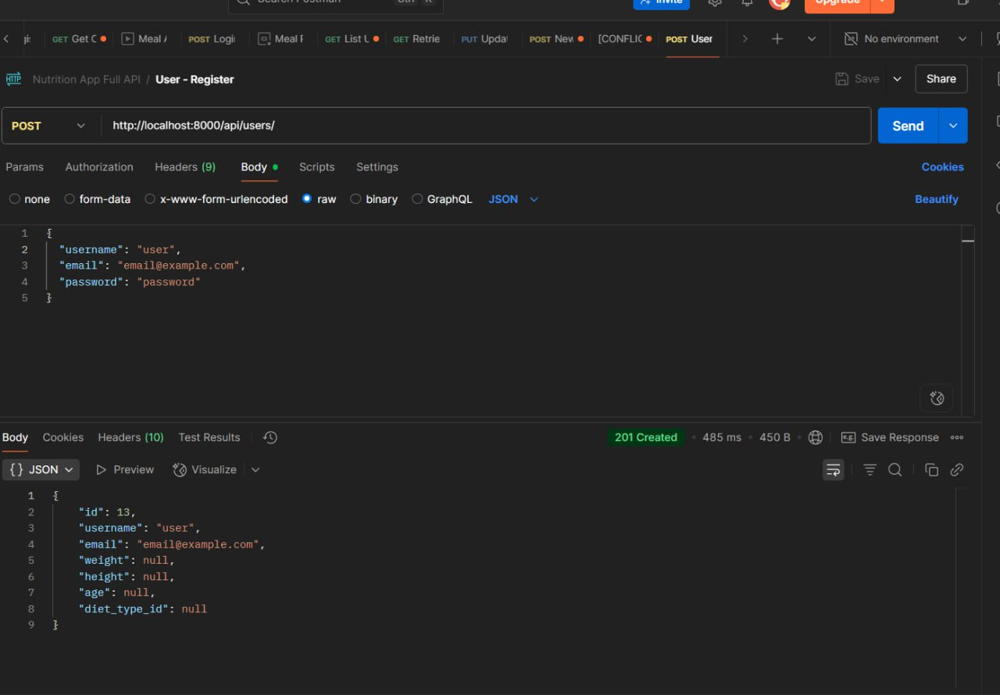 Search Postman Ctrl K Invite Upgrade
GET Get C Meal POST Logi Meal F GET List U GET Retrie PUT Upda POST New [CONFLIC POST User No environment
HTTP Nutrition App Full API / User - Register Save Share
POST http://localhost:8000/api/users/ Send
Params Authorization Headers (9) Body Scripts Settings Cookies
none form-data x-www-form-urlencoded raw binary GraphQL JSON Beautify
1 {
2 "username": "user",
3 "email": "email@example.com",
4 "password": "password"
5 }
Body Cookies Headers (10) Test Results 201 Created 485 ms 450 B e.g. Save Response
{} JSON Preview Visualize
1 {
2 "id": 13,
3 "username": "user",
4 "email": "email@example.com",
5 "weight": null,
6 "height": null,
7 "age": null,
8 "diet_type_id": null
9 }